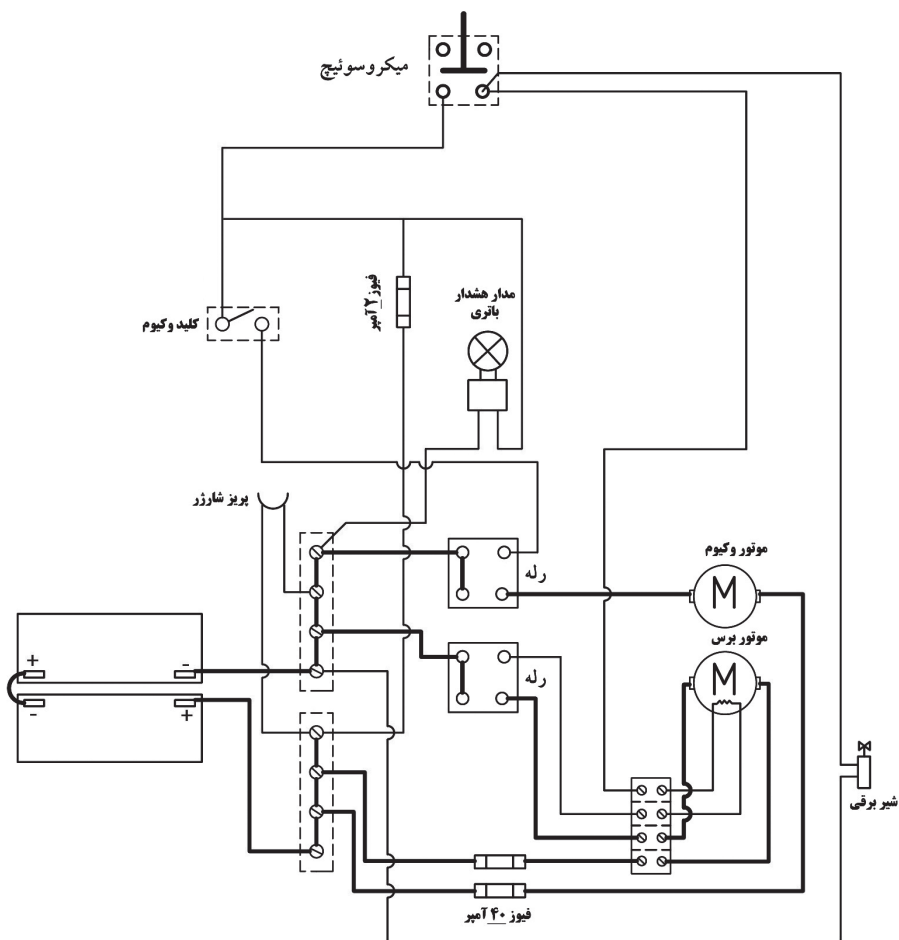 میکروسوئیچ
فیوز ۲ آمپر
مدار هشدار
باتری
کلید وکیوم
پریز شارژر
رله
موتور وکیوم
M
موتور برس
M
رله
+
-
-
+
شیر برقی
فیوز ۴۰ آمپر